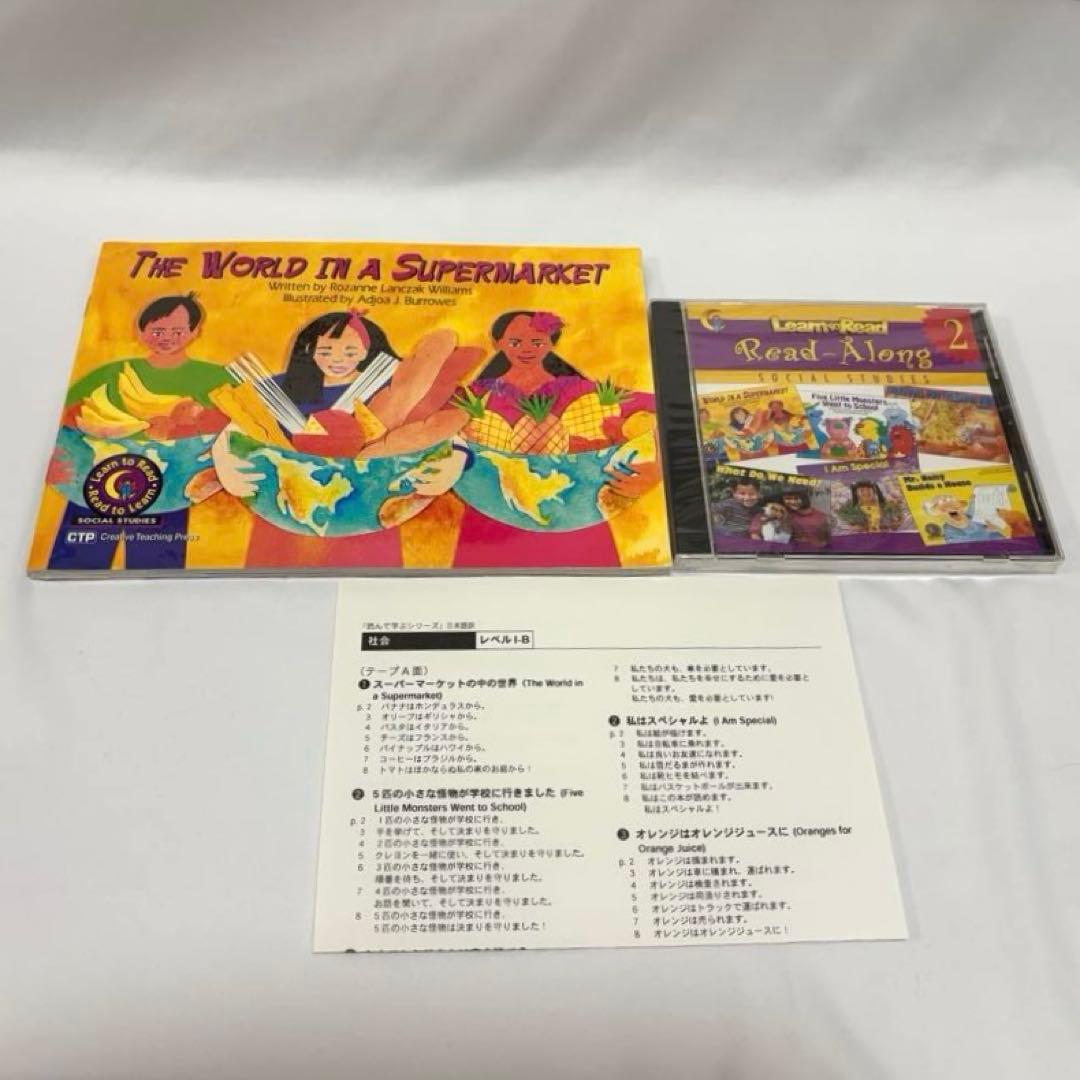 THE WORLD IN A SUPERMARKET
Written by Rozanne Lanczak Williams
Illustrated by Adjoa J. Burrowes
Learn to Read
Read to Learn
SOCIAL STUDIES
CTP Creative Teaching Press
Learn to Read
Read-Along
2
SOCIAL STUDIES
WORLD IN A SUPERMARKET
Five Little Monsters
Went to School
I Am Special
What Do We Need?
Mr.
Builds a House
「読んで学ぶシリーズ」日本語訳
社会 レベルI-B
(テープA面)
❶ スーパーマーケットの中の世界 (The World in
a Supermarket)
p. 2 バナナはホンデュラスから。
3 オリーブはギリシャから。
4 パスタはイタリアから。
5 チーズはフランスから。
6 パイナップルはハワイから。
7 コーヒーはブラジルから。
8 トマトはほかならぬ私の家のお庭から!
❷ 5匹の小さな怪物が学校に行きました (Five
Little Monsters Went to School)
p. 2 1匹の小さな怪物が学校に行き、
3 手を挙げて、そして決まりを守りました。
4 2匹の小さな怪物が学校に行き、
5 クレヨンを一緒に使い、そして決まりを守りました。
6 3匹の小さな怪物が学校に行き、
順番を待ち、そして決まりを守りました。
7 4匹の小さな怪物が学校に行き、
お話を聞いて、そして決まりを守りました。
8 5匹の小さな怪物が学校に行き、
5匹の小さな怪物は決まりを守りました!
7 私たちの犬も、車を必要としています。
8 私たちは、私たちを幸せにするために愛を必要と
しています。
私たちの犬も、愛を必要としています!
❷ 私はスペシャルよ (I Am Special)
p. 2 私は絵が描けます。
3 私は自転車に乗れます。
4 私は良いお友達になれます。
5 私は雪だるまが作れます。
6 私は靴ヒモを結べます。
7 私はバスケットボールが出来ます。
8 私はこの本が読めます。
私はスペシャルよ!
❸ オレンジはオレンジジュースに (Oranges for
Orange Juice)
p. 2 オレンジは摘まれます。
3 オレンジは車に積まれ、運ばれます。
4 オレンジは検査されます。
5 オレンジは荷造りされます。
6 オレンジはトラックで運ばれます。
7 オレンジは売られます。
8 オレンジはオレンジジュースに!